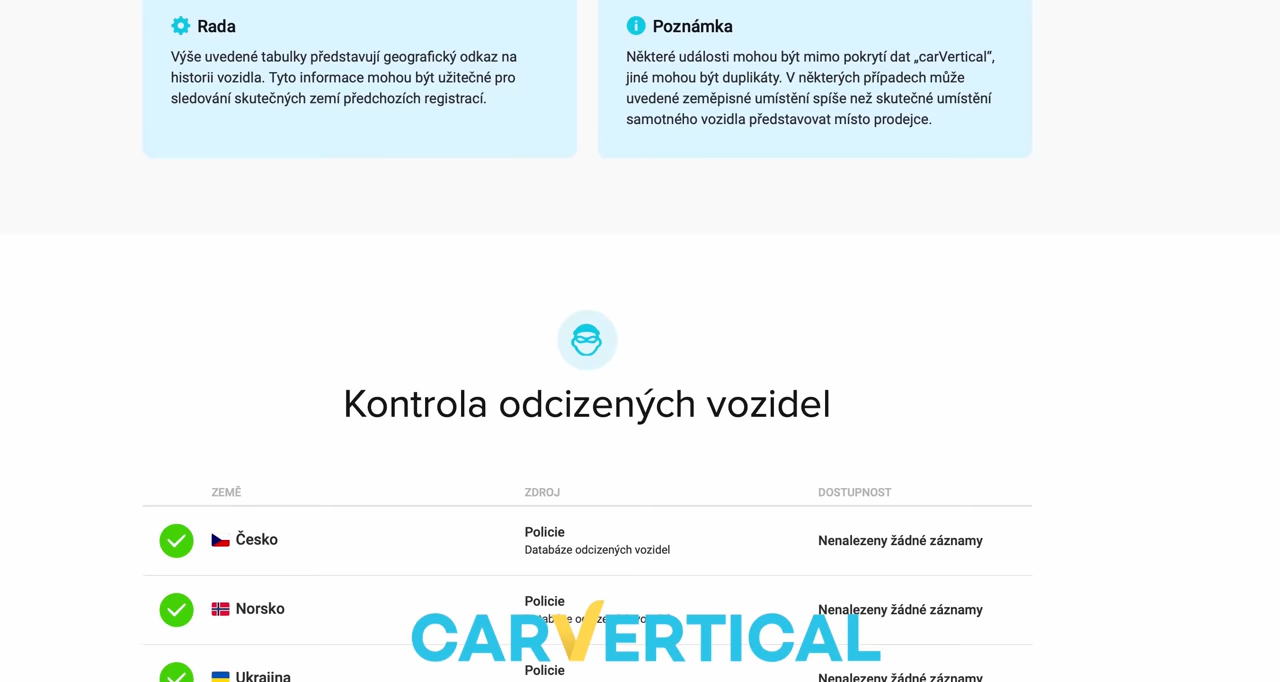 Rada
Výše uvedené tabulky představují geografický odkaz na
historii vozidla. Tyto informace mohou být užitečné pro
sledování skutečných zemí předchozích registrací.
Poznámka
Některé události mohou být mimo pokrytí dat „carVertical“,
jiné mohou být duplikáty. V některých případech může
uvedené zeměpisné umístění spíše než skutečné umístění
samotného vozidla představovat místo prodejce.
Kontrola odcizených vozidel
ZEMĚ ZDROJ DOSTUPNOST
Česko Policie Nenalezeny žádné záznamy
Databáze odcizených vozidel
Norsko Policie Nenalezeny žádné záznamy
CARVERTICAL
Ukrajina Policie Nenalezeny žádné záznamy